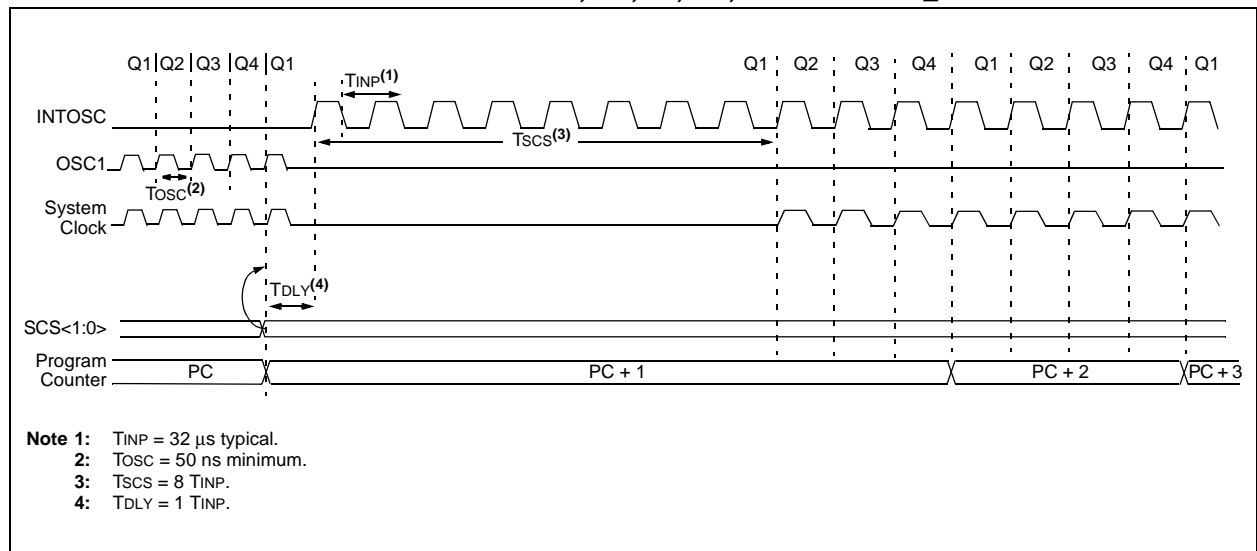 Q1 Q2 Q3 Q4 Q1 Q1 Q2 Q3 Q4 Q1 Q2 Q3 Q4 Q1
TINP(1)
INTOSC
TSCS(3)
OSC1
TOSC(2)
System
Clock
TDLY(4)
SCS<1:0>
Program
Counter
PC PC + 1 PC + 2 PC + 3
Note 1: TINP = 32 μs typical.
2: TOSC = 50 ns minimum.
3: TSCS = 8 TINP.
4: TDLY = 1 TINP.